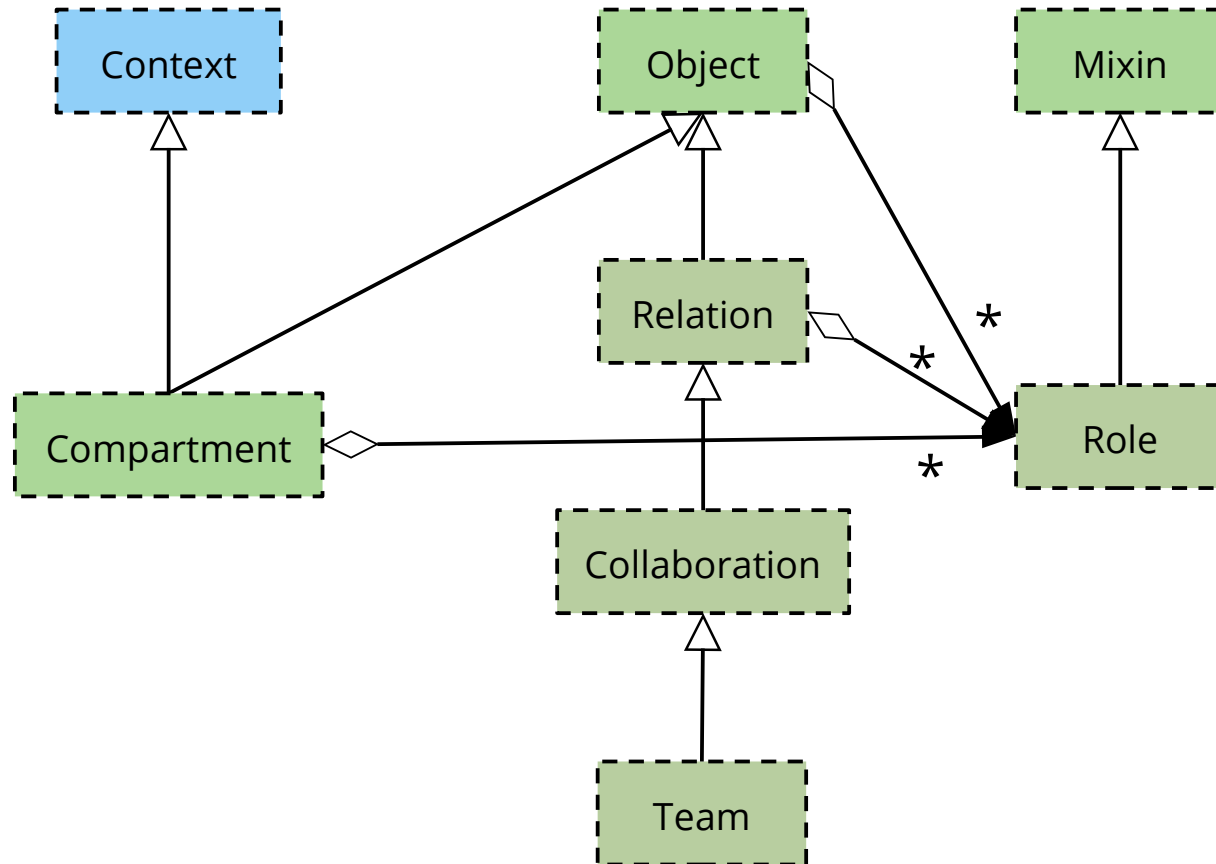 Context
Object
Mixin
Relation
*
*
Compartment
Role
*
Collaboration
Team